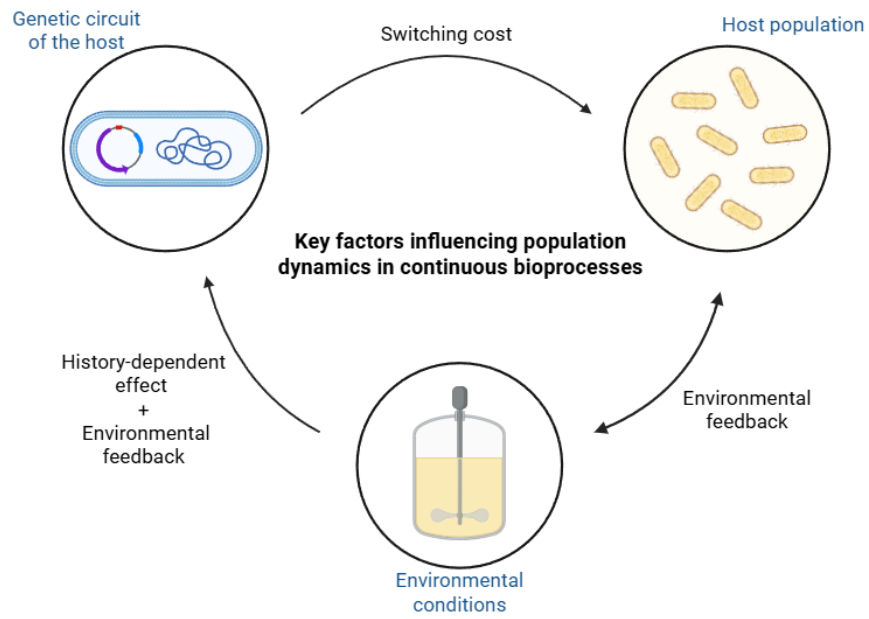 Genetic circuit
of the host
Switching cost
Host population
Key factors influencing population
dynamics in continuous bioprocesses
History-dependent
effect
+
Environmental
feedback
Environmental
feedback
Environmental
conditions